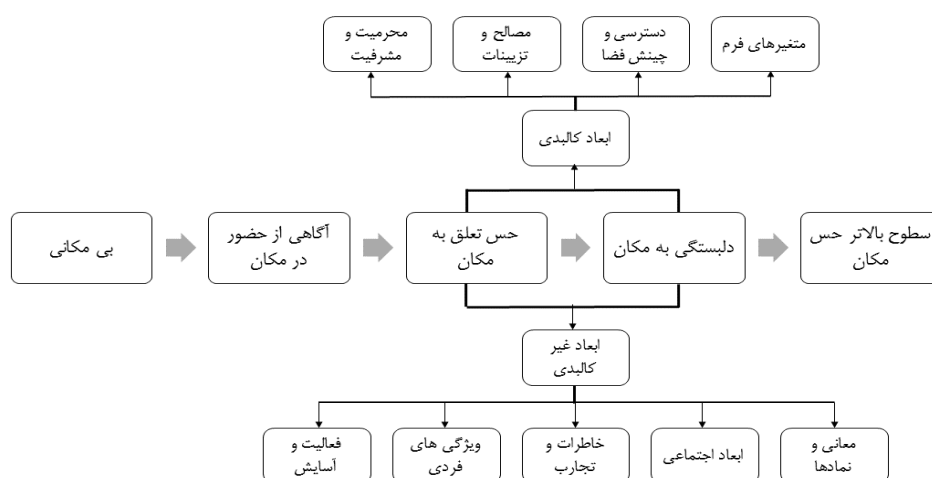 متغیرهای فرم
دسترسی و
چینش فضا
مصالح و
تزیینات
محرمیت و
مشرفیت
ابعاد کالبدی
بی مکانی
آگاهی از حضور
در مکان
حس تعلق به
مکان
دلبستگی به مکان
سطوح بالاتر حس
مکان
ابعاد غیر
کالبدی
معانی و
نمادها
ابعاد اجتماعی
خاطرات و
تجارب
ویژگی های
فردی
فعالیت و
آسایش